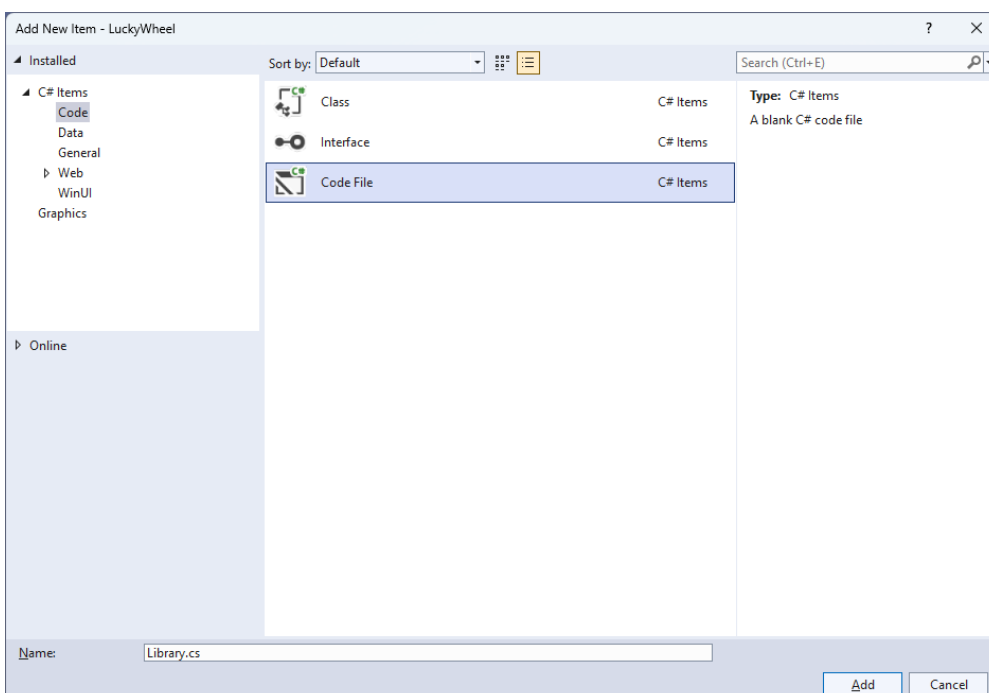 Add New Item - LuckyWheel ?
Installed
Sort by: Default
Search (Ctrl+E)
C# Items
Code
Data
General
Web
WinUI
Graphics
Online
Class C# Items
Interface C# Items
Code File C# Items
Type: C# Items
A blank C# code file
Name: Library.cs
Add Cancel